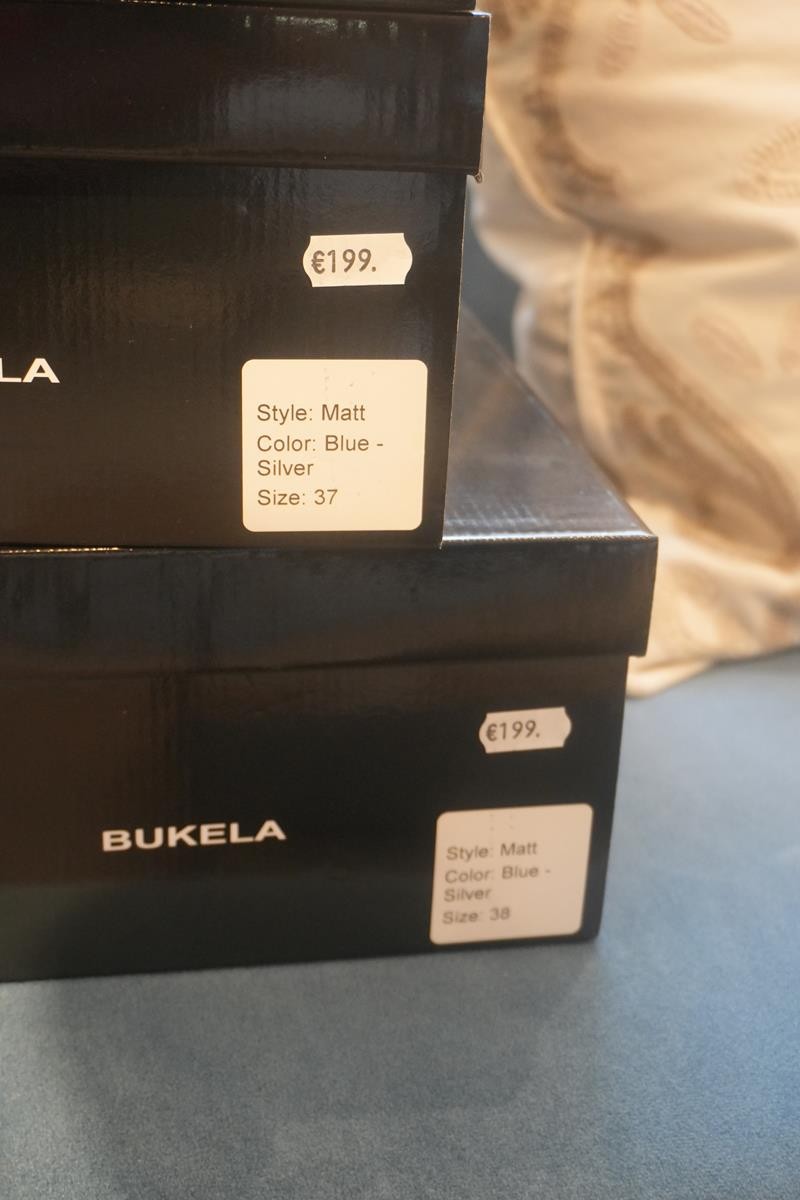 €199.
LA
Style: Matt
Color: Blue -
Silver
Size: 37
€199.
BUKELA
Style: Matt
Color: Blue -
Silver
Size: 38